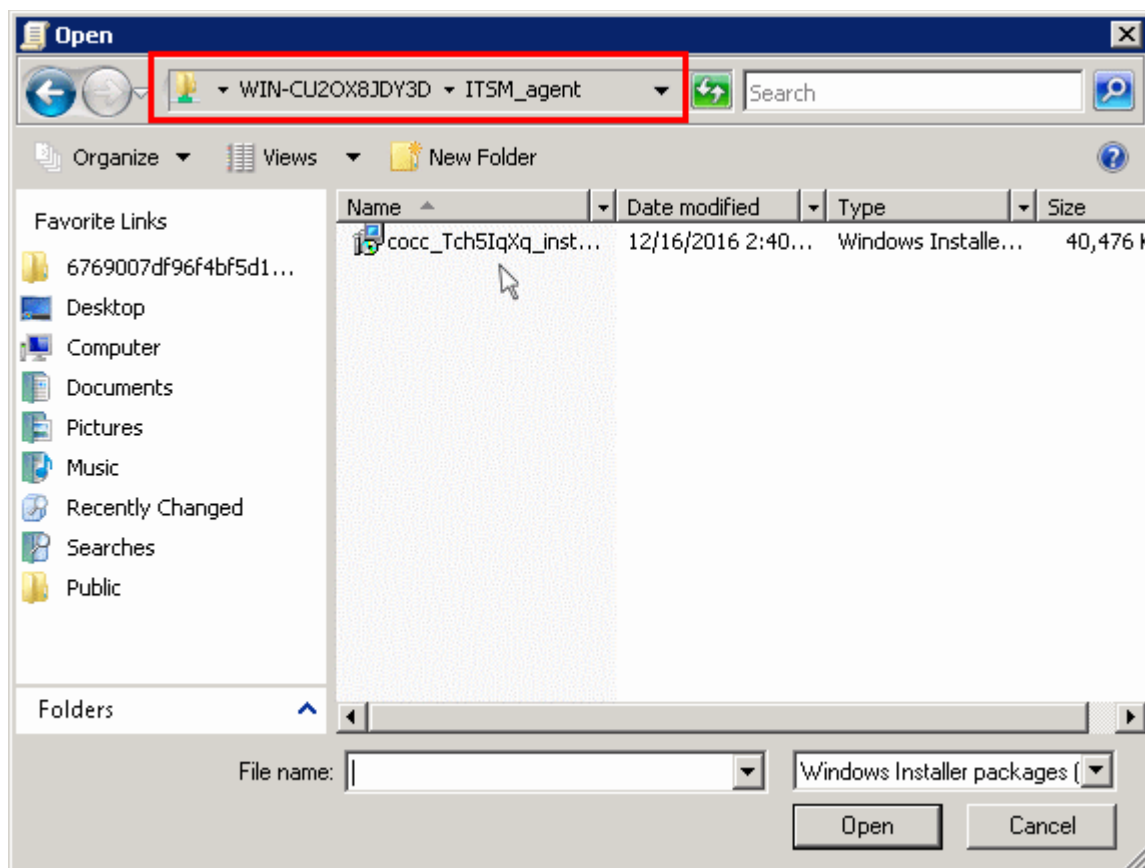 Open
WIN-CU2OX8JDY3D ITSM_agent Search
Organize Views New Folder
Favorite Links
6769007df96f4bf5d1...
Desktop
Computer
Documents
Pictures
Music
Recently Changed
Searches
Public
Folders
Name Date modified Type Size
cocc_Tch5IqXq_inst... 12/16/2016 2:40... Windows Installe... 40,476 K
File name: Windows Installer packages (
Open Cancel